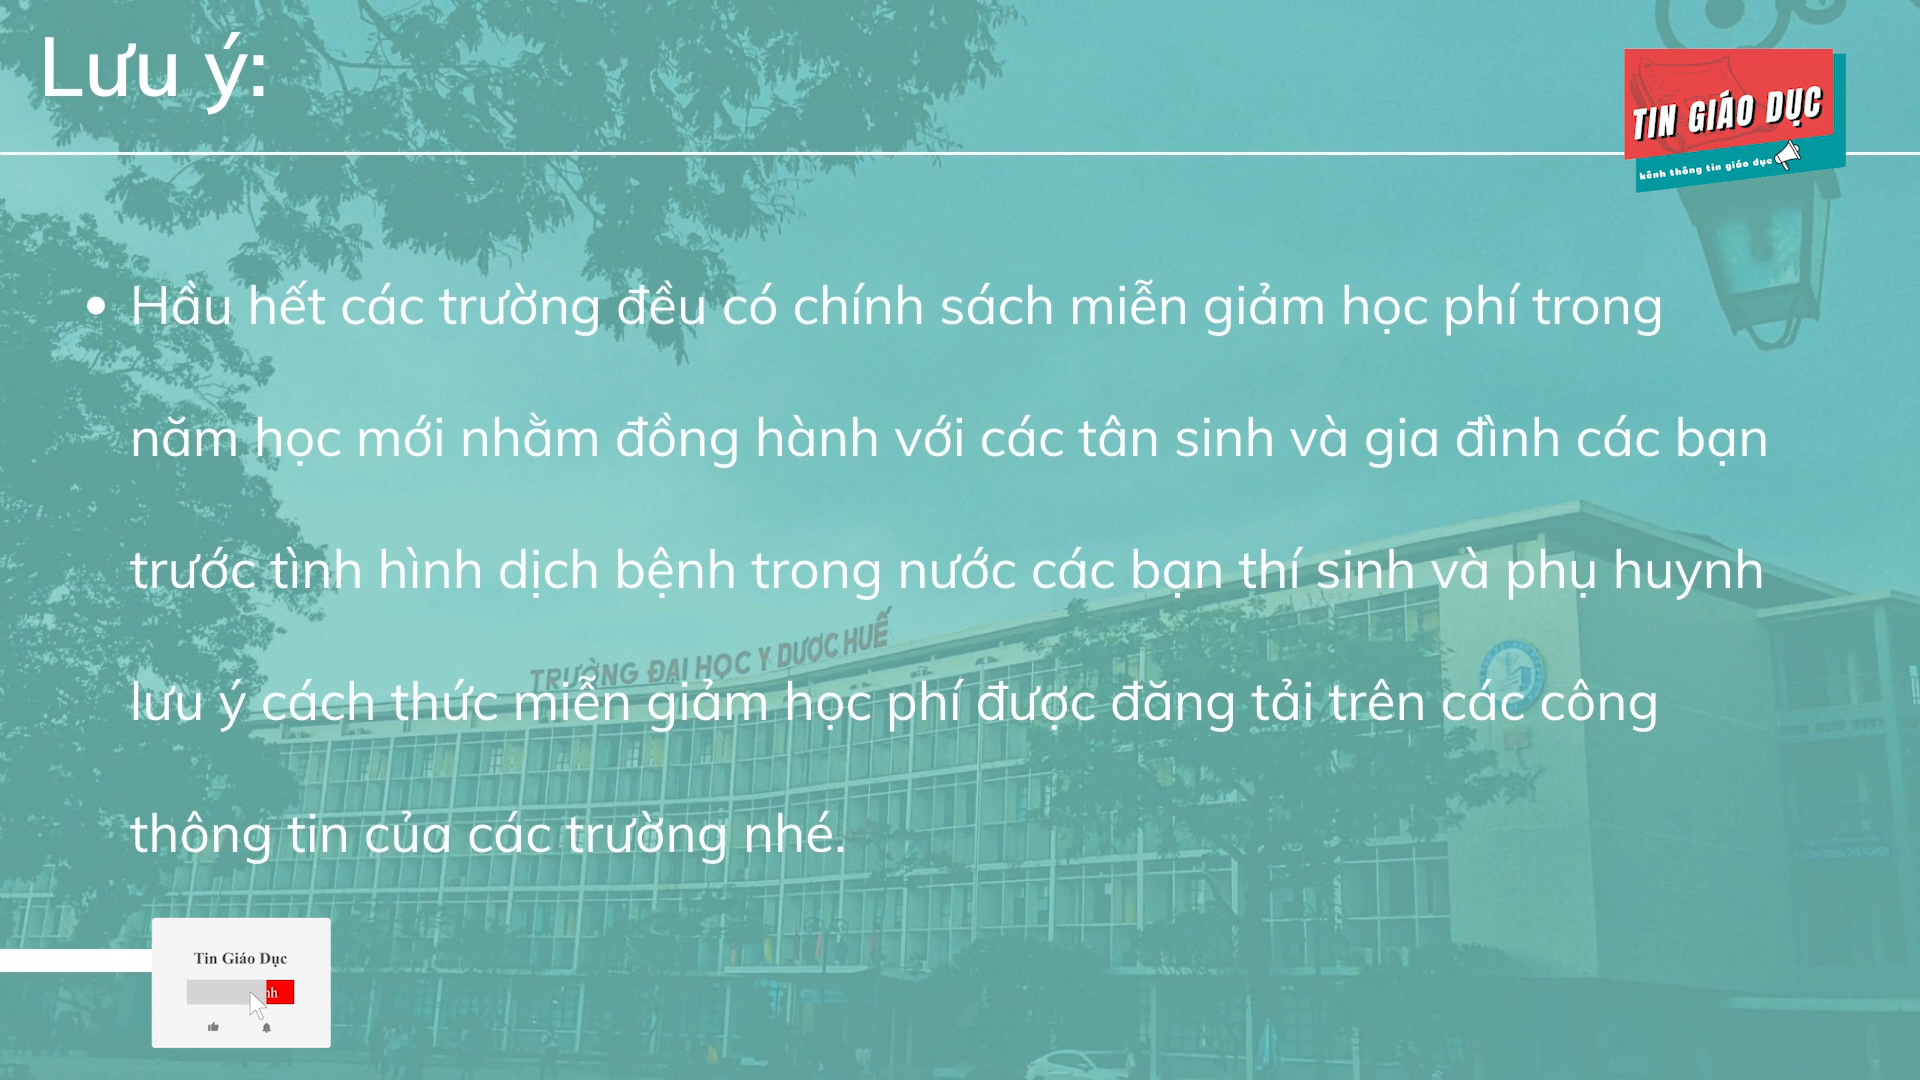 Lưu ý:
TIN GIÁO DỤC
kênh thông tin giáo dục
• Hầu hết các trường đều có chính sách miễn giảm học phí trong
năm học mới nhằm đồng hành với các tân sinh và gia đình các bạn
trước tình hình dịch bệnh trong nước các bạn thí sinh và phụ huynh
lưu ý cách thức miễn giảm học phí được đăng tải trên các công
thông tin của các trường nhé.
TRƯỜNG ĐẠI HỌC Y DƯỢC HUẾ
Tin Giáo Dục
nh